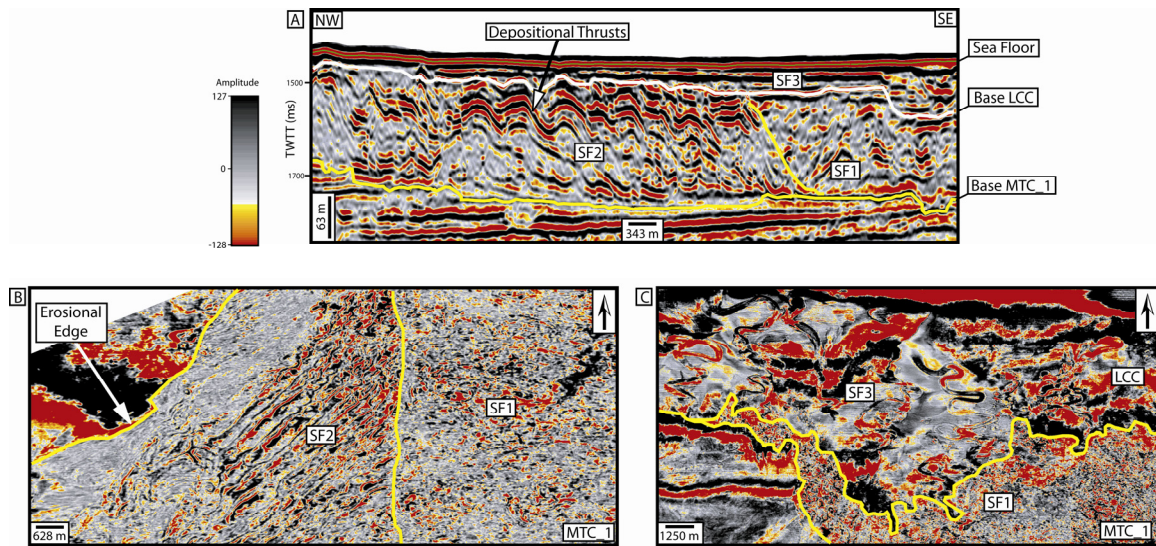 A
NW
SE
Depositional Thrusts
Sea Floor
SF3
Amplitude
127
0
-128
TWTT (ms)
1500
1700
Base LCC
SF2
SF1
Base MTC_1
63 m
343 m
B
Erosional
Edge
SF2
SF1
628 m
MTC_1
C
SF3
LCC
SF1
1250 m
MTC_1